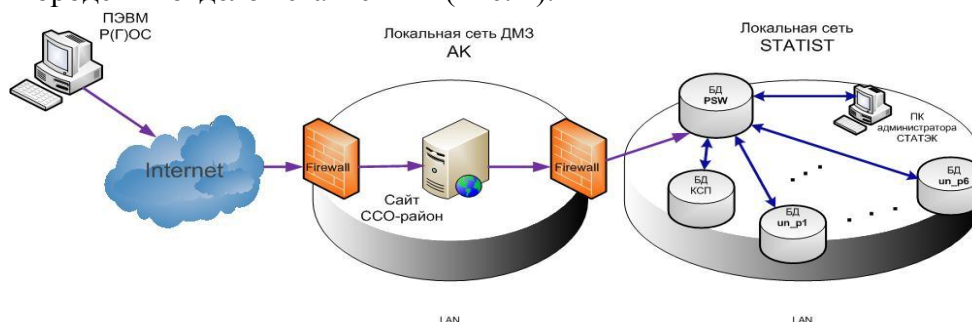 ПЭВМ
Р(Г)ОС
Internet
Локальная сеть ДМЗ
АК
Firewall
Сайт
ССО-район
Firewall
LAN
Локальная сеть
STATIST
БД
PSW
ПК
администратора
СТАТЭК
БД
КСП
БД
un_p1
БД
un_p6
LAN